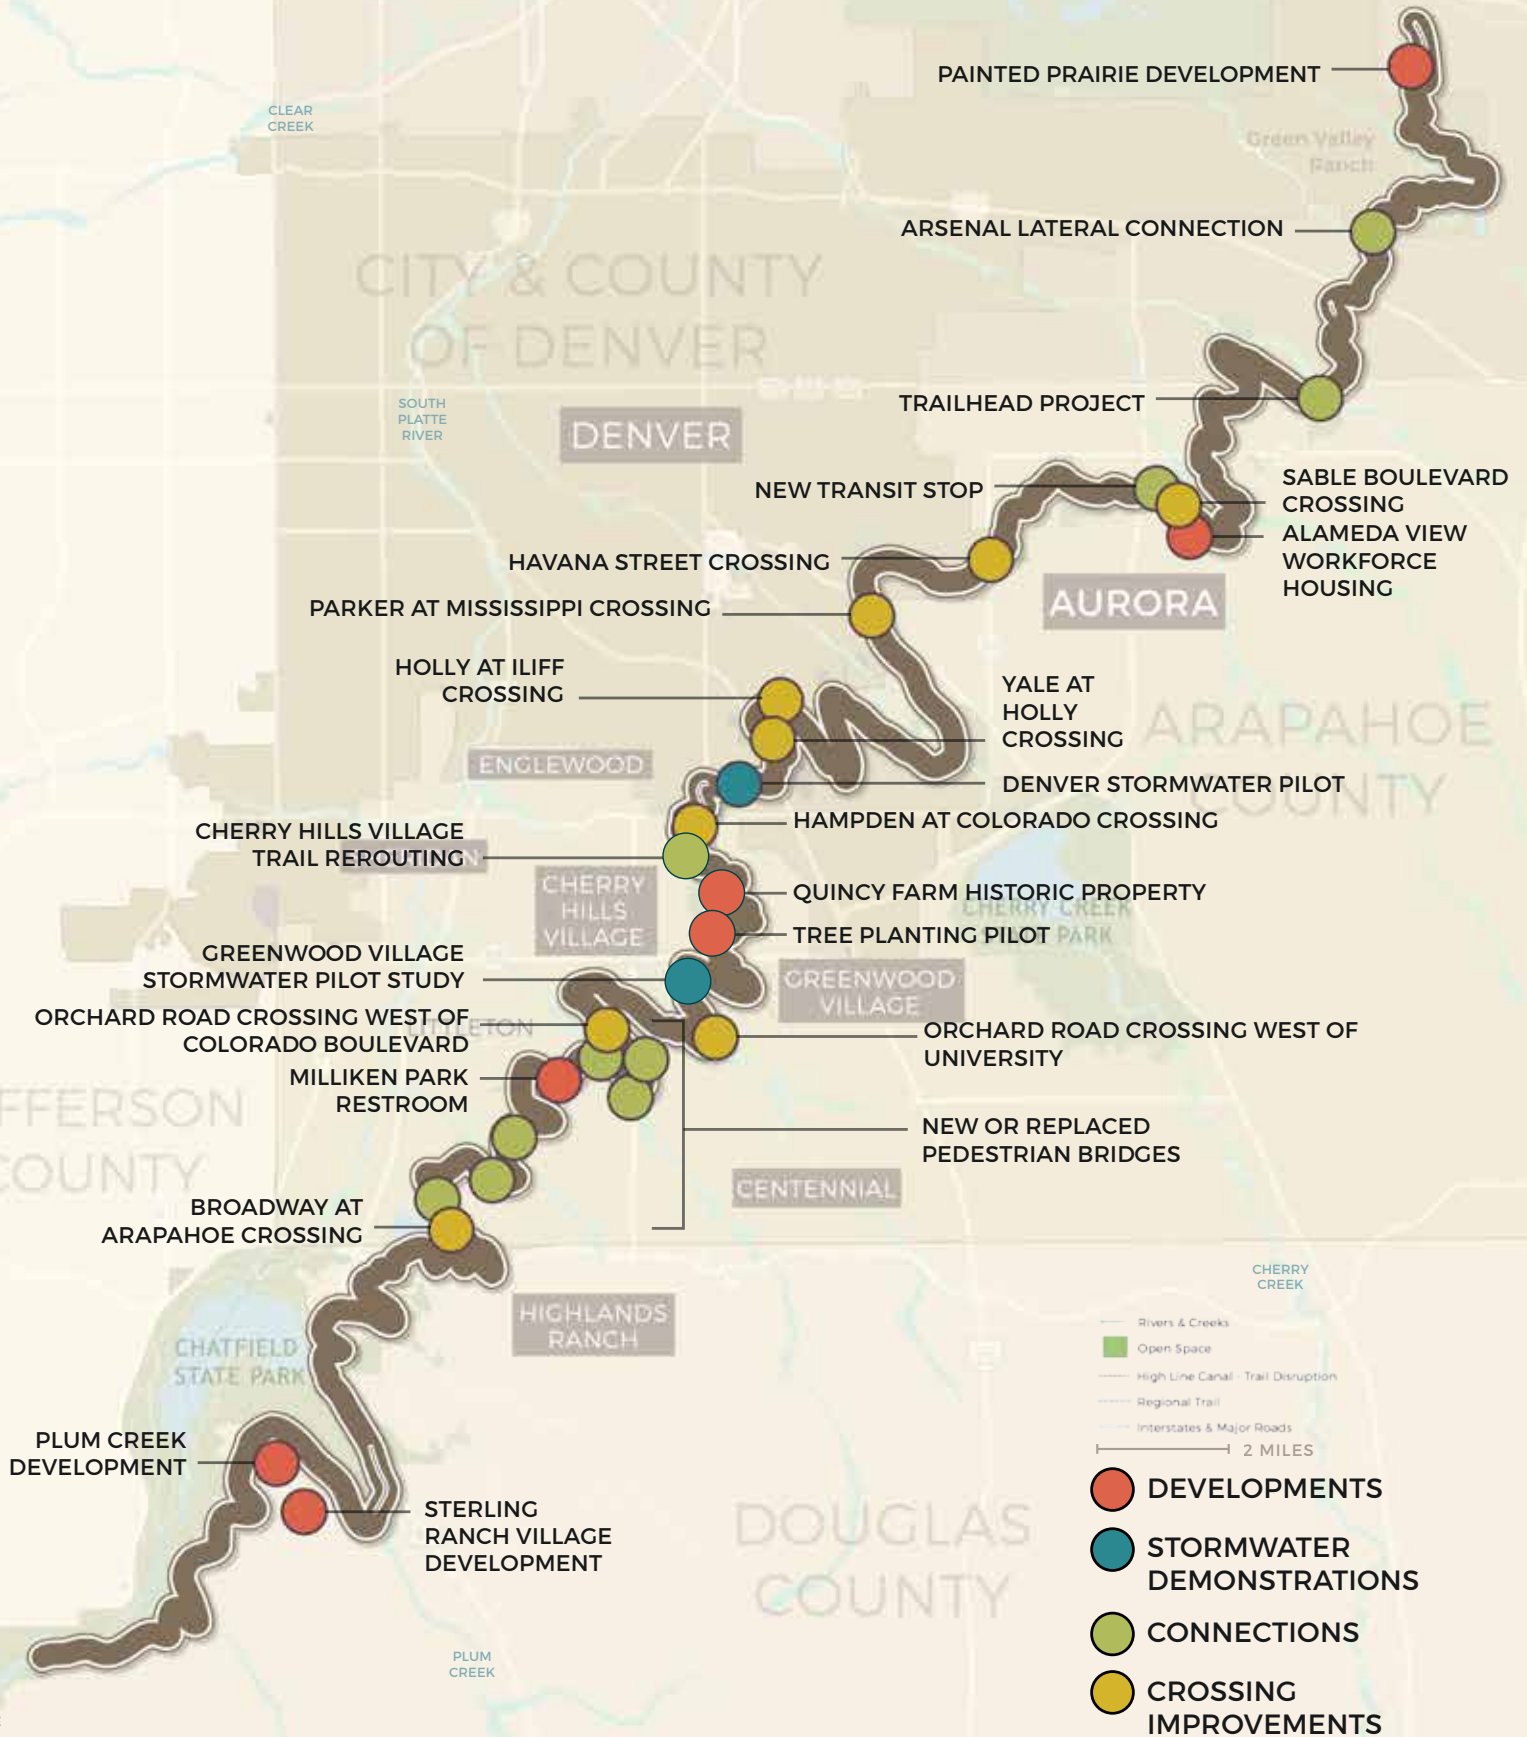 PAINTED PRAIRIE DEVELOPMENT
CLEAR
CREEK
Green Valley
Ranch
ARSENAL LATERAL CONNECTION
CITY & COUNTY
OF DENVER
SOUTH
PLATTE
RIVER
DENVER
TRAILHEAD PROJECT
NEW TRANSIT STOP
SABLE BOULEVARD
CROSSING
ALAMEDA VIEW
WORKFORCE
HOUSING
HAVANA STREET CROSSING
AURORA
PARKER AT MISSISSIPPI CROSSING
HOLLY AT ILIFF
CROSSING
YALE AT
HOLLY
CROSSING
ARAPAHOE
COUNTY
ENGLEWOOD
DENVER STORMWATER PILOT
HAMPDEN AT COLORADO CROSSING
CHERRY HILLS VILLAGE
TRAIL REROUTING
CHERRY
HILLS
VILLAGE
QUINCY FARM HISTORIC PROPERTY
CHERRY CREEK
STATE PARK
TREE PLANTING PILOT
GREENWOOD VILLAGE
STORMWATER PILOT STUDY
GREENWOOD
VILLAGE
ORCHARD ROAD CROSSING WEST OF
COLORADO BOULEVARD
LITTLETON
ORCHARD ROAD CROSSING WEST OF
UNIVERSITY
MILLIKEN PARK
RESTROOM
FFERSON
COUNTY
NEW OR REPLACED
PEDESTRIAN BRIDGES
CENTENNIAL
BROADWAY AT
ARAPAHOE CROSSING
CHERRY
CREEK
HIGHLANDS
RANCH
CHATFIELD
STATE PARK
Rivers & Creeks
Open Space
High Line Canal - Trail Disruption
Regional Trail
Interstates & Major Roads
2 MILES
PLUM CREEK
DEVELOPMENT
STERLING
RANCH VILLAGE
DEVELOPMENT
DOUGLAS
COUNTY
PLUM
CREEK
DEVELOPMENTS
STORMWATER
DEMONSTRATIONS
CONNECTIONS
CROSSING
IMPROVEMENTS